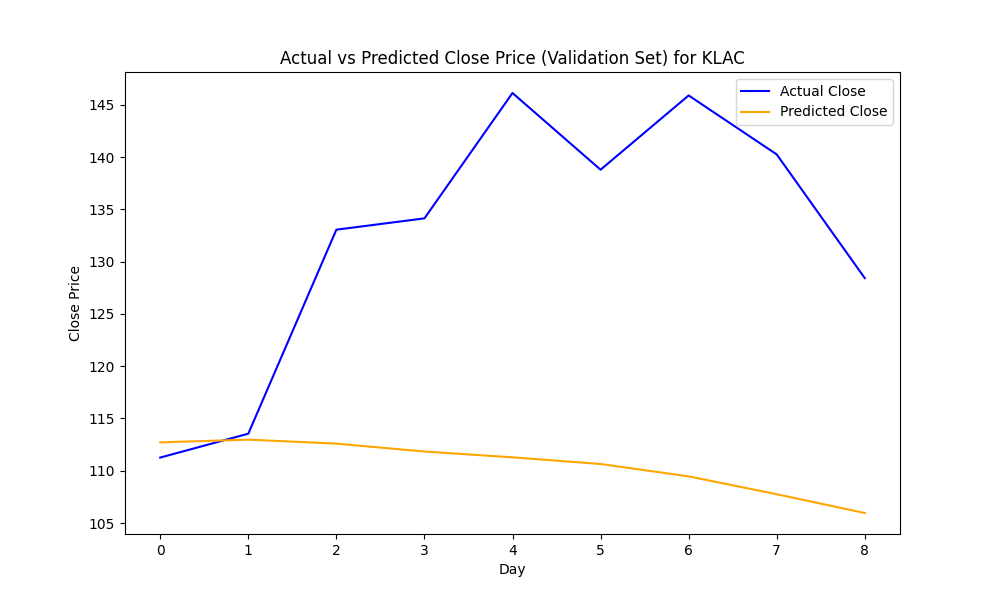 Actual vs Predicted Close Price (Validation Set) for KLAC
Actual Close
Predicted Close
Close Price
145
140
135
130
125
120
115
110
105
0 1 2 3 4 5 6 7 8
Day